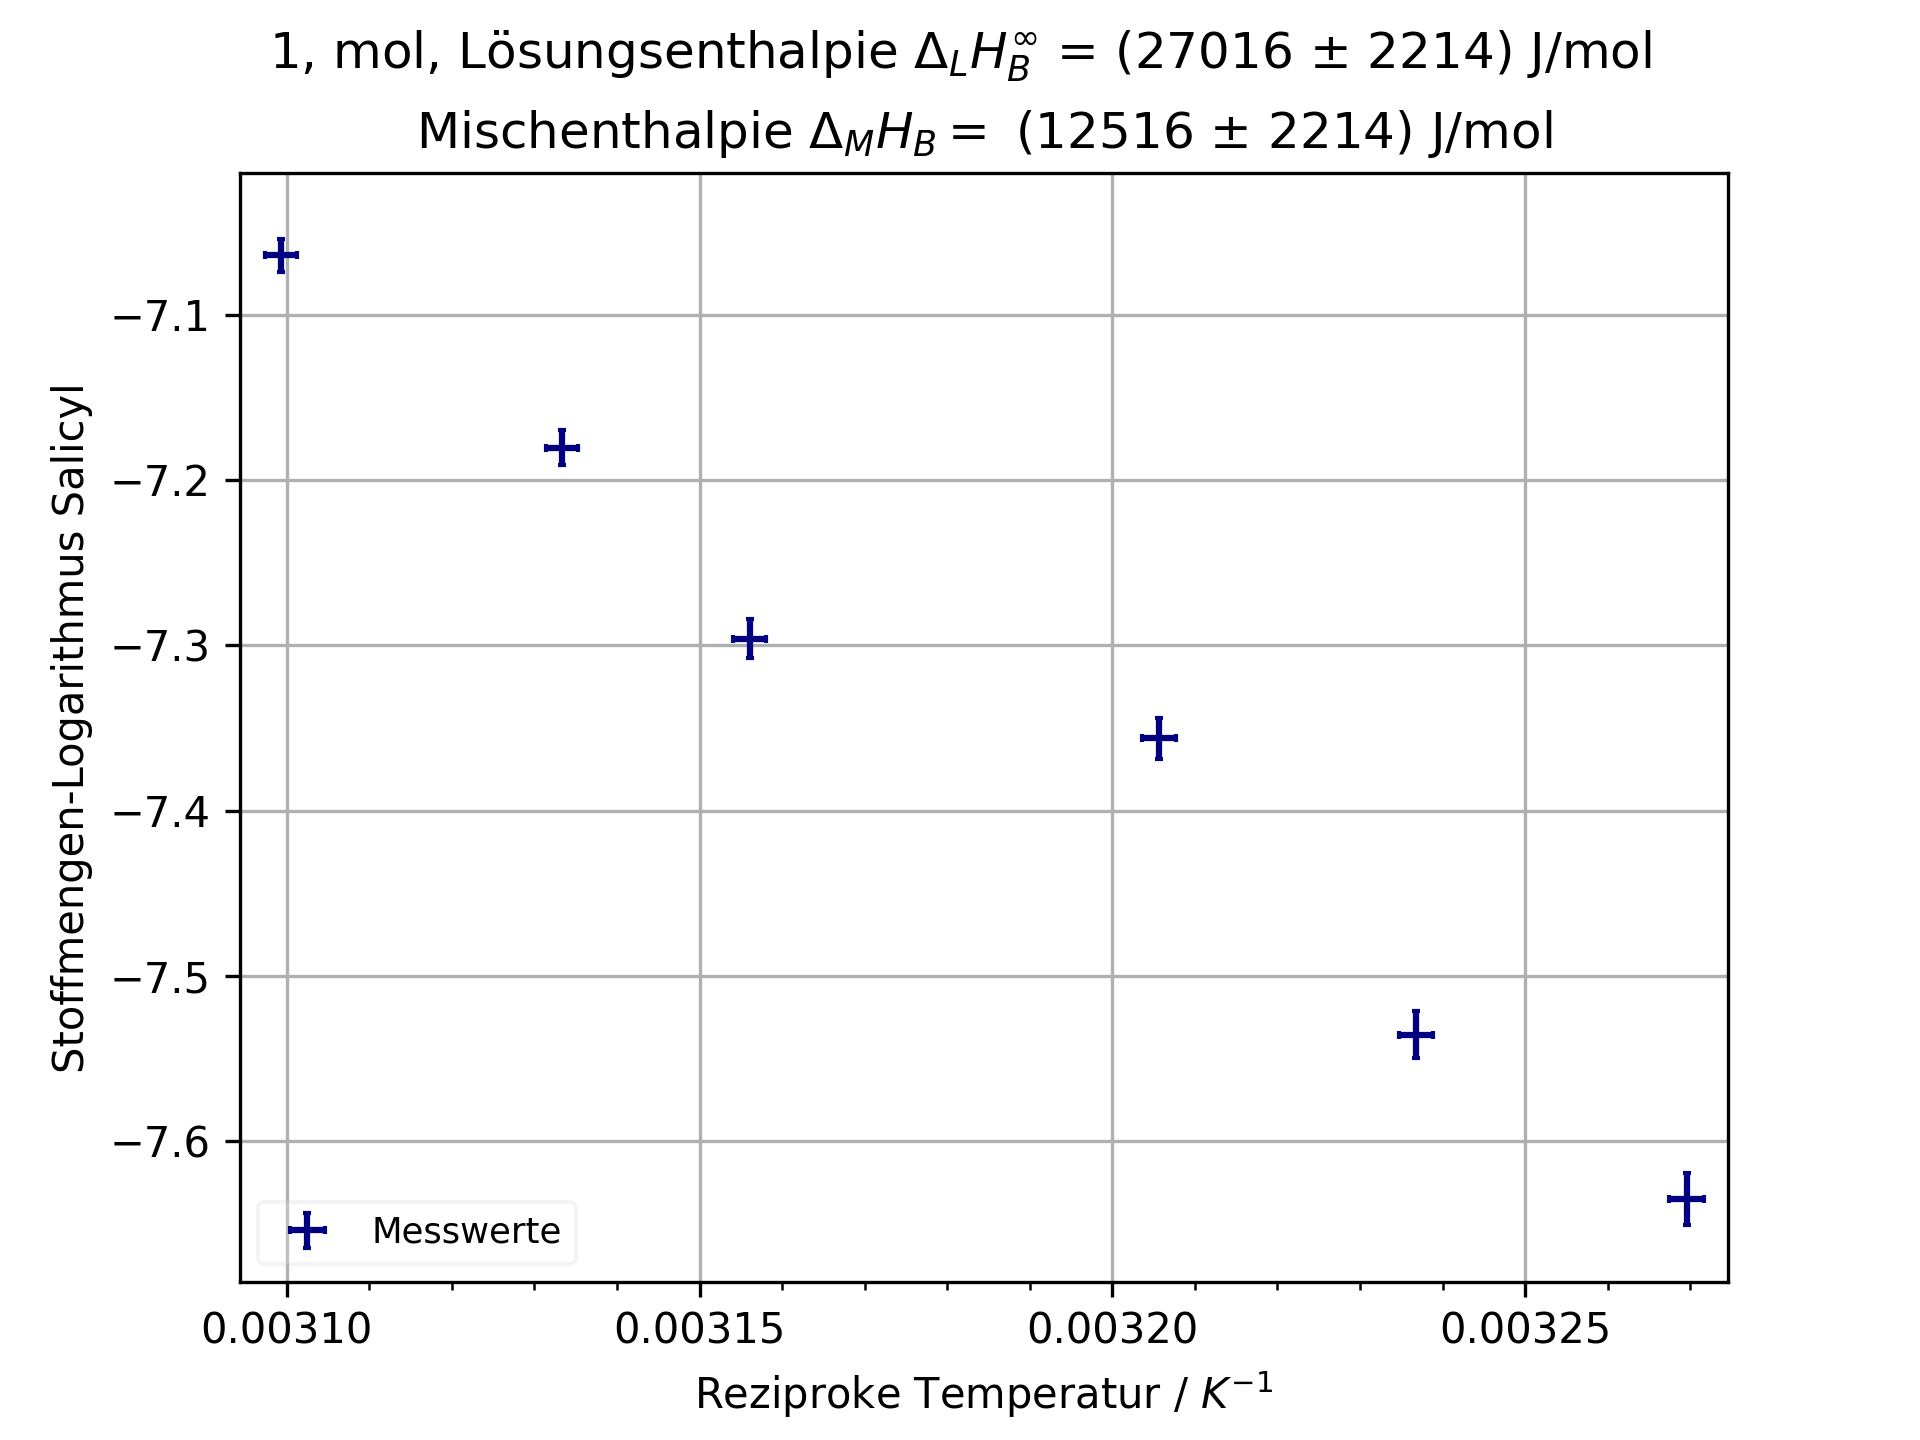 1, mol, Lösungsenthalpie Δ_L H_B^∞ = (27016 ± 2214) J/mol
Mischenthalpie Δ_M H_B = (12516 ± 2214) J/mol
Stoffmengen-Logarithmus Salicyl
−7.1
−7.2
−7.3
−7.4
−7.5
−7.6
Messwerte
0.00310 0.00315 0.00320 0.00325
Reziproke Temperatur / K⁻¹